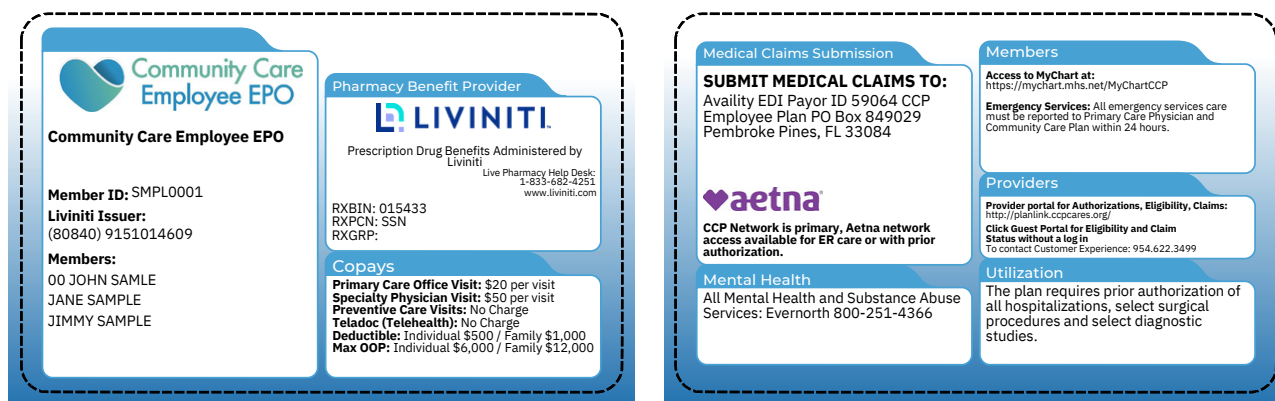 Community Care
Employee EPO
Community Care Employee EPO
Member ID: SMPL0001
Liviniti Issuer:
(80840) 9151014609
Members:
00 JOHN SAMLE
JANE SAMPLE
JIMMY SAMPLE
Pharmacy Benefit Provider
LIVINITI™
Prescription Drug Benefits Administered by
Liviniti
Live Pharmacy Help Desk:
1-833-682-4251
www.liviniti.com
RXBIN: 015433
RXPCN: SSN
RXGRP:
Copays
Primary Care Office Visit: $20 per visit
Specialty Physician Visit: $50 per visit
Preventive Care Visits: No Charge
Teladoc (Telehealth): No Charge
Deductible: Individual $500 / Family $1,000
Max OOP: Individual $6,000 / Family $12,000
Medical Claims Submission
SUBMIT MEDICAL CLAIMS TO:
Availity EDI Payor ID 59064 CCP
Employee Plan PO Box 849029
Pembroke Pines, FL 33084
aetna®
CCP Network is primary, Aetna network
access available for ER care or with prior
authorization.
Mental Health
All Mental Health and Substance Abuse
Services: Evernorth 800-251-4366
Members
Access to MyChart at:
https://mychart.mhs.net/MyChartCCP
Emergency Services: All emergency services care
must be reported to Primary Care Physician and
Community Care Plan within 24 hours.
Providers
Provider portal for Authorizations, Eligibility, Claims:
http://planlink.ccpcares.org/
Click Guest Portal for Eligibility and Claim
Status without a log in
To contact Customer Experience: 954.622.3499
Utilization
The plan requires prior authorization of
all hospitalizations, select surgical
procedures and select diagnostic
studies.